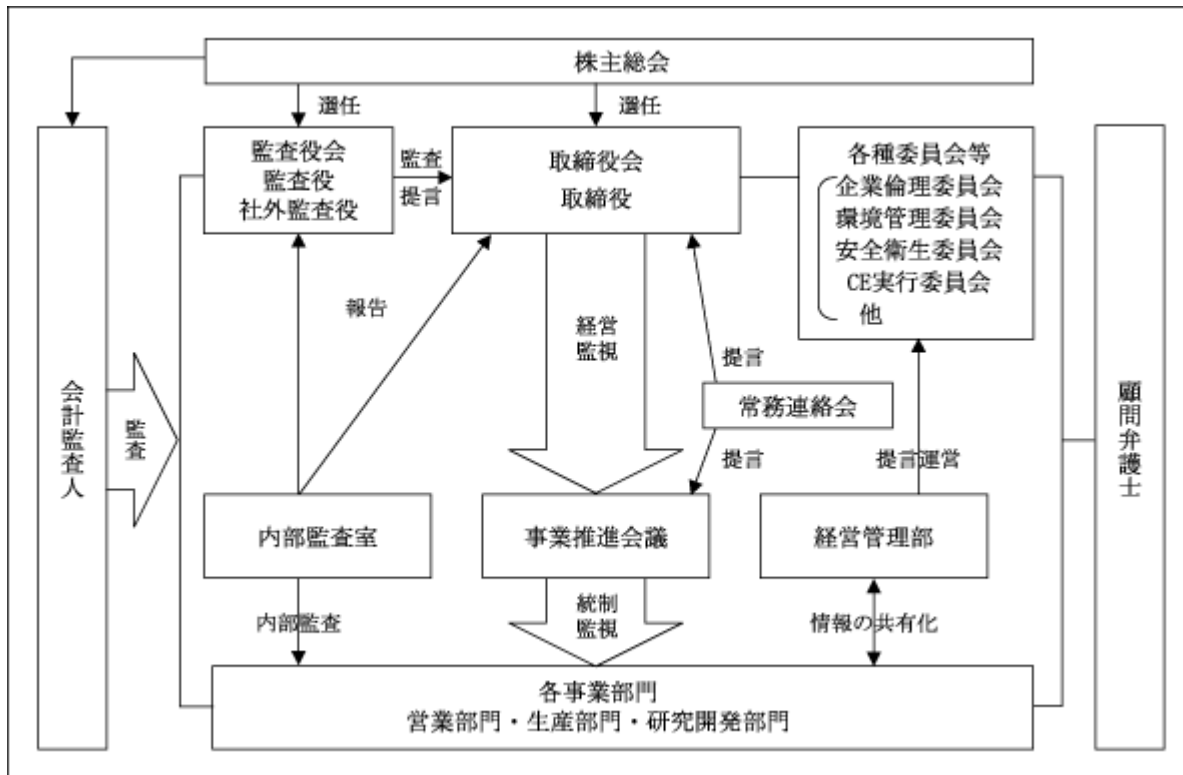 株主総会
選任
選任
監査役会
監査役
社外監査役
監査
提言
取締役会
取締役
各種委員会等
企業倫理委員会
環境管理委員会
安全衛生委員会
CE実行委員会
他
報告
経営
監視
提言
常務連絡会
提言
提言運営
会計監査人
監査
顧問弁護士
内部監査室
事業推進会議
経営管理部
内部監査
統制
監視
情報の共有化
各事業部門
営業部門・生産部門・研究開発部門